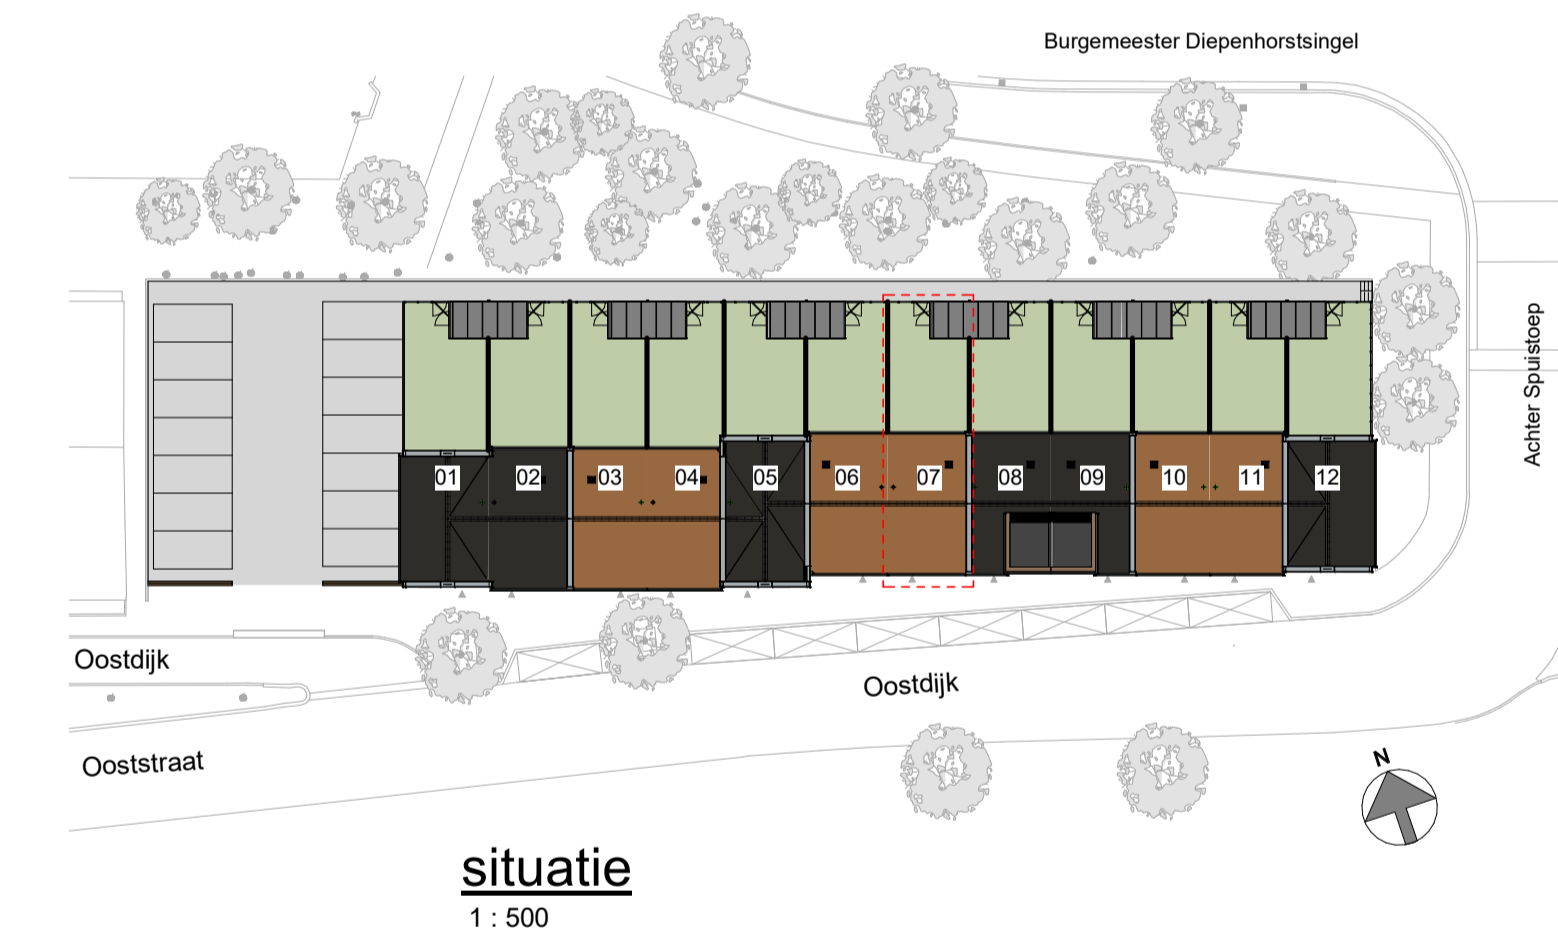 Burgemeester Diepenhorstsingel
Achter Spuistoep
01 02 03 04 05 06 07 08 09 10 11 12
Oostdijk
Oostdijk
Ooststraat
N
situatie
1 : 500